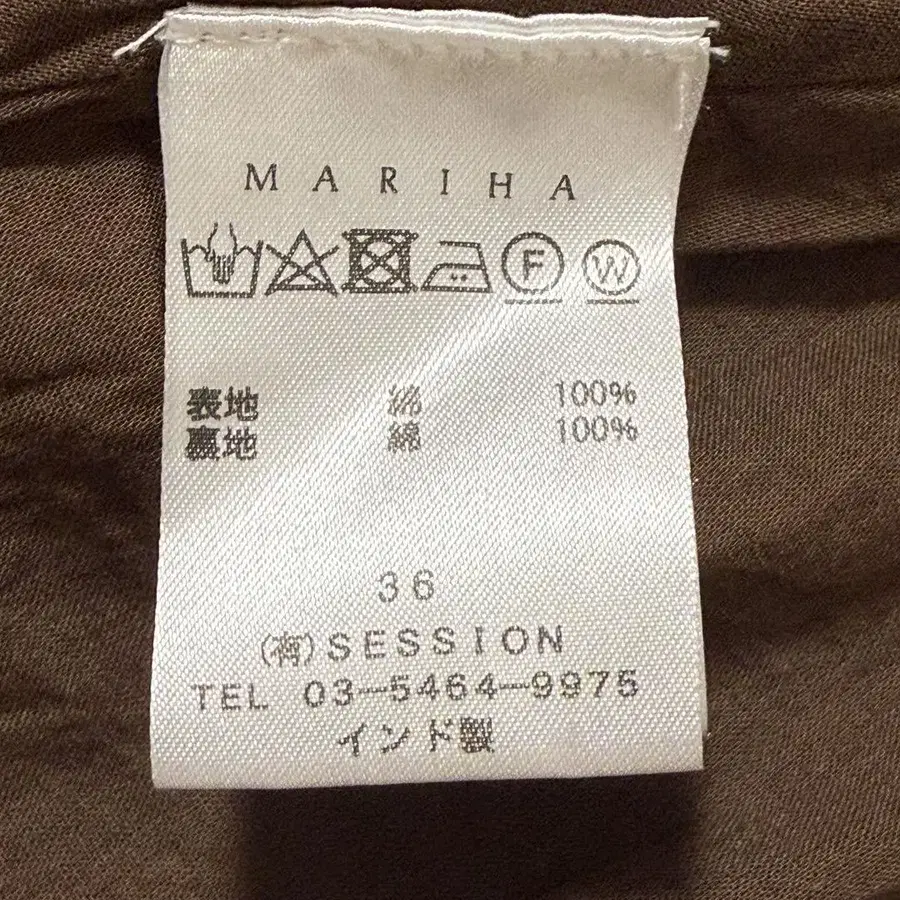 MARIHA
F W
表地 綿 100%
裏地 綿 100%
36
(有)SESSION
TEL 03-5464-9975
インド製